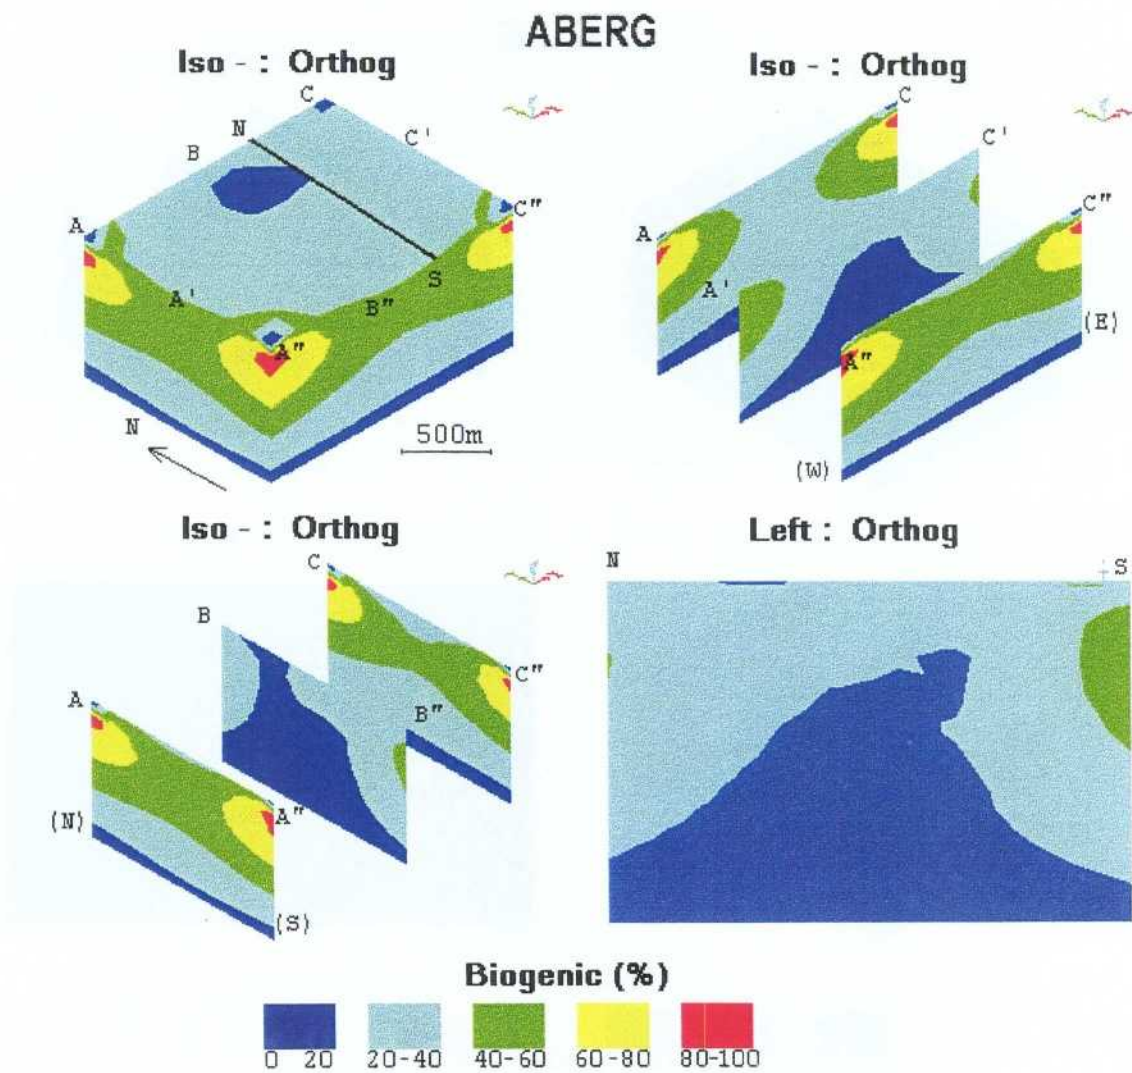 ABERG
Iso - : Orthog
C
N
C'
B
A
C"
A'
S
B"
A"
N
500m
Iso - : Orthog
C
C'
C"
A
A'
(E)
A"
(W)
Iso - : Orthog
C
B
C"
A
B"
A"
(N)
(S)
Left : Orthog
N
S
Biogenic (%)
0 20 20-40 40-60 60-80 80-100